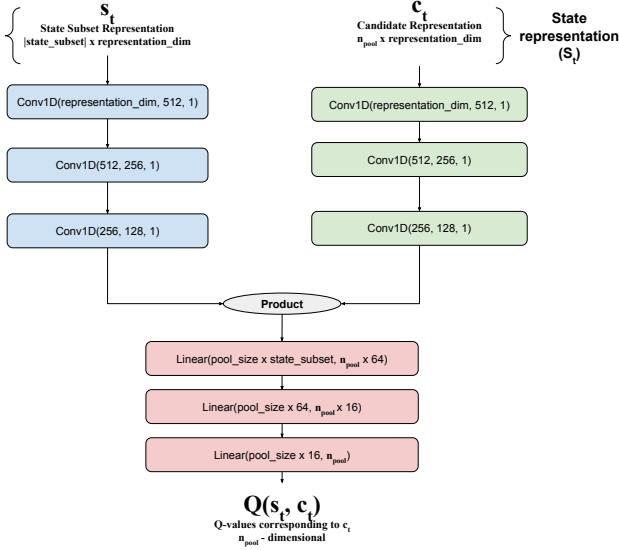 s_t
State Subset Representation
|state_subset| x representation_dim
c_t
Candidate Representation
n_pool x representation_dim
State
representation
(S_t)
Conv1D(representation_dim, 512, 1)
Conv1D(512, 256, 1)
Conv1D(256, 128, 1)
Conv1D(representation_dim, 512, 1)
Conv1D(512, 256, 1)
Conv1D(256, 128, 1)
Product
Linear(pool_size x state_subset, n_pool x 64)
Linear(pool_size x 64, n_pool x 16)
Linear(pool_size x 16, n_pool)
Q(s_t, c_t)
Q-values corresponding to c_t
n_pool - dimensional